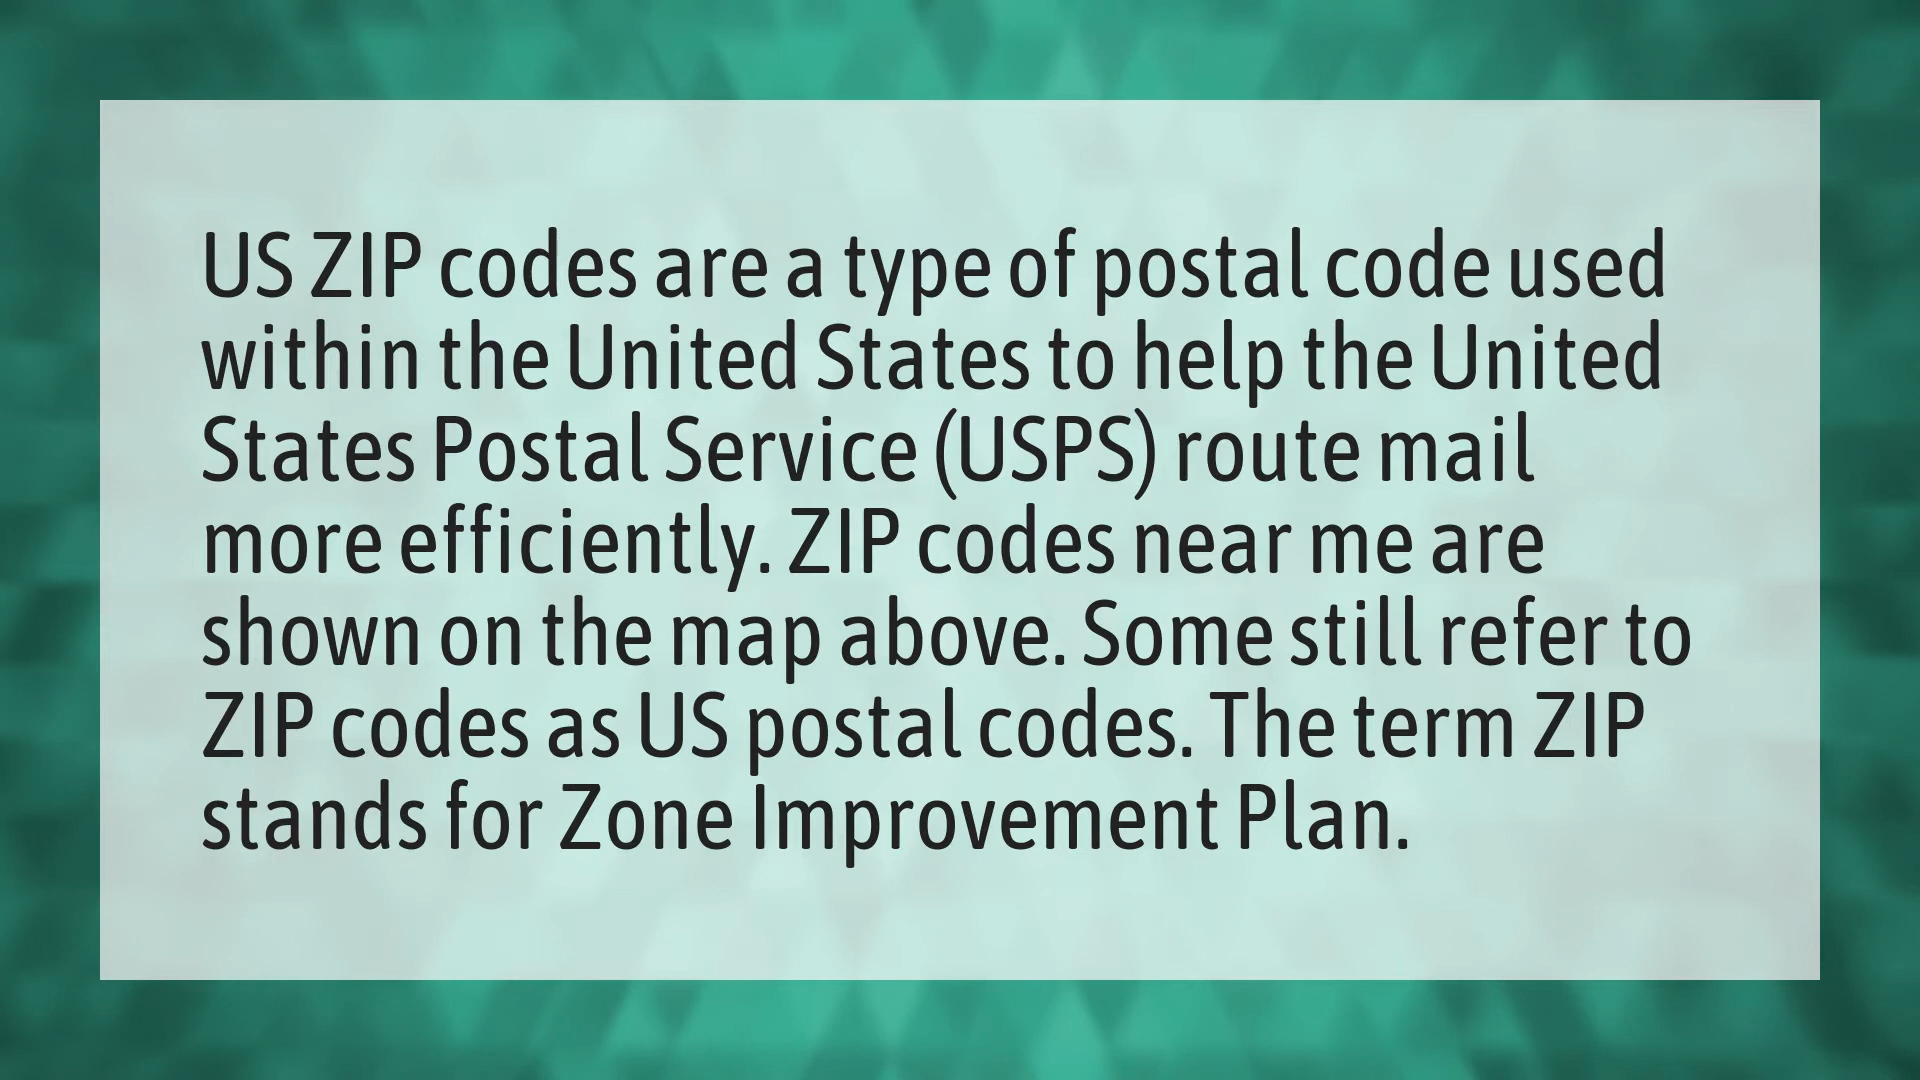 US ZIP codes are a type of postal code used
within the United States to help the United
States Postal Service (USPS) route mail
more efficiently. ZIP codes near me are
shown on the map above. Some still refer to
ZIP codes as US postal codes. The term ZIP
stands for Zone Improvement Plan.